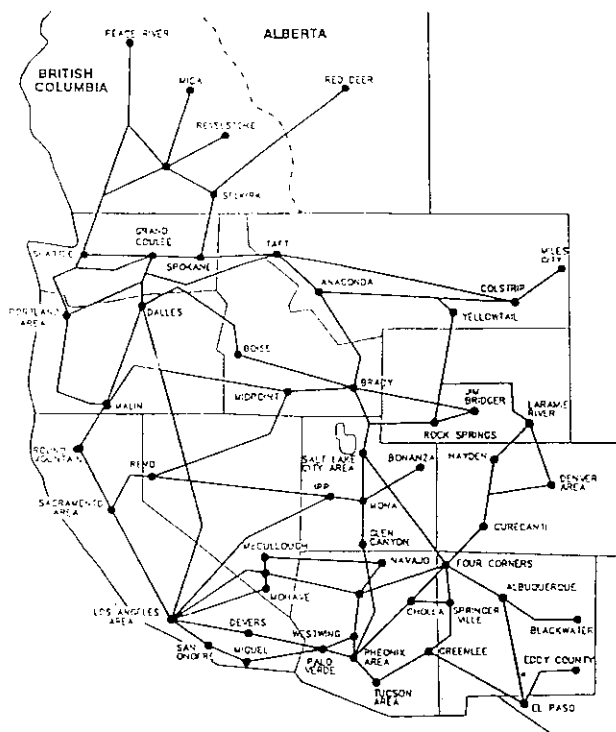 PEACE RIVER
ALBERTA
BRITISH
COLUMBIA
MICA
RED DEER
REVELSTOKE
SELKIRK
GRAND
COULEE
SEATTLE
SPOKANE
TAFT
MILES
CITY
ANACONDA
COLSTRIP
PORTLAND
AREA
DALLES
YELLOWTAIL
BOISE
BRADY
MIDPOINT
JIM
BRIDGER
LARAMIE
RIVER
MALIN
ROCK SPRINGS
ROUND
MOUNTAIN
RENO
SALT LAKE
CITY AREA
BONANZA
HAYDEN
DENVER
AREA
IPP
MONA
SACRAMENTO
AREA
GLEN
CANYON
CURECANTI
McCULLOUGH
NAVAJO
FOUR CORNERS
MOHAVE
ALBUQUERQUE
LOS ANGELES
AREA
DEVERS
WESTWING
CHOLLA
SPRINGER
VILLE
BLACKWATER
SAN
ONOFRE
MIGUEL
PALO
VERDE
PHEONIX
AREA
GREENLEE
EDDY COUNTY
TUCSON
AREA
EL PASO